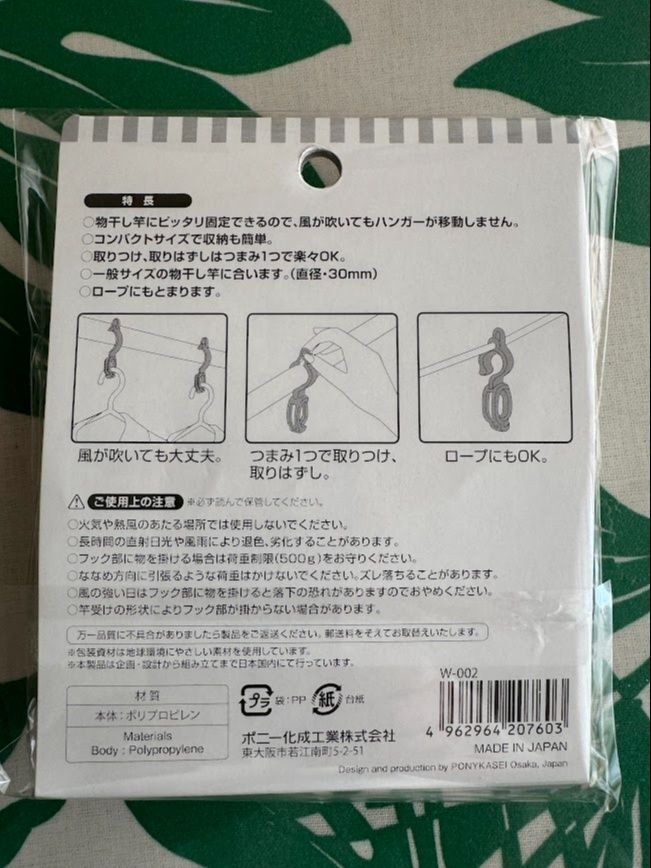 特長
○物干し竿にピッタリ固定できるので、風が吹いてもハンガーが移動しません。
○コンパクトサイズで収納も簡単。
○取りつけ、取りはずしはつまみ1つで楽々OK。
○一般サイズの物干し竿に合います。(直径・30mm)
○ロープにもとまります。
風が吹いても大丈夫。
つまみ1つで取りつけ、
取りはずし。
ロープにもOK。
ご使用上の注意 ※必ず読んで保管してください。
○火気や熱風のあたる場所では使用しないでください。
○長時間の直射日光や風雨により退色、劣化することがあります。
○フック部に物を掛ける場合は荷重制限(500g)をお守りください。
○ななめ方向に引張るような荷重はかけないでください。ズレ落ちることがあります。
○風の強い日はフック部に物を掛けると落下の恐れがありますのでおやめください。
○竿受けの形状によりフック部が掛からない場合があります。
万一品質に不具合がありましたら製品をご返送ください。郵送料をそえてお取替えいたします。
※包装資材は地球環境にやさしい素材を使用しています。
※本製品は企画・設計から組み立てまで日本国内にて行っています。
材質
本体:ポリプロピレン
Materials
Body : Polypropylene
プラ 袋:PP 紙 台紙
ポニー化成工業株式会社
東大阪市若江南町5-2-51
W-002
4 962964 207603
MADE IN JAPAN
Design and production by PONYKASEI Osaka, Japan